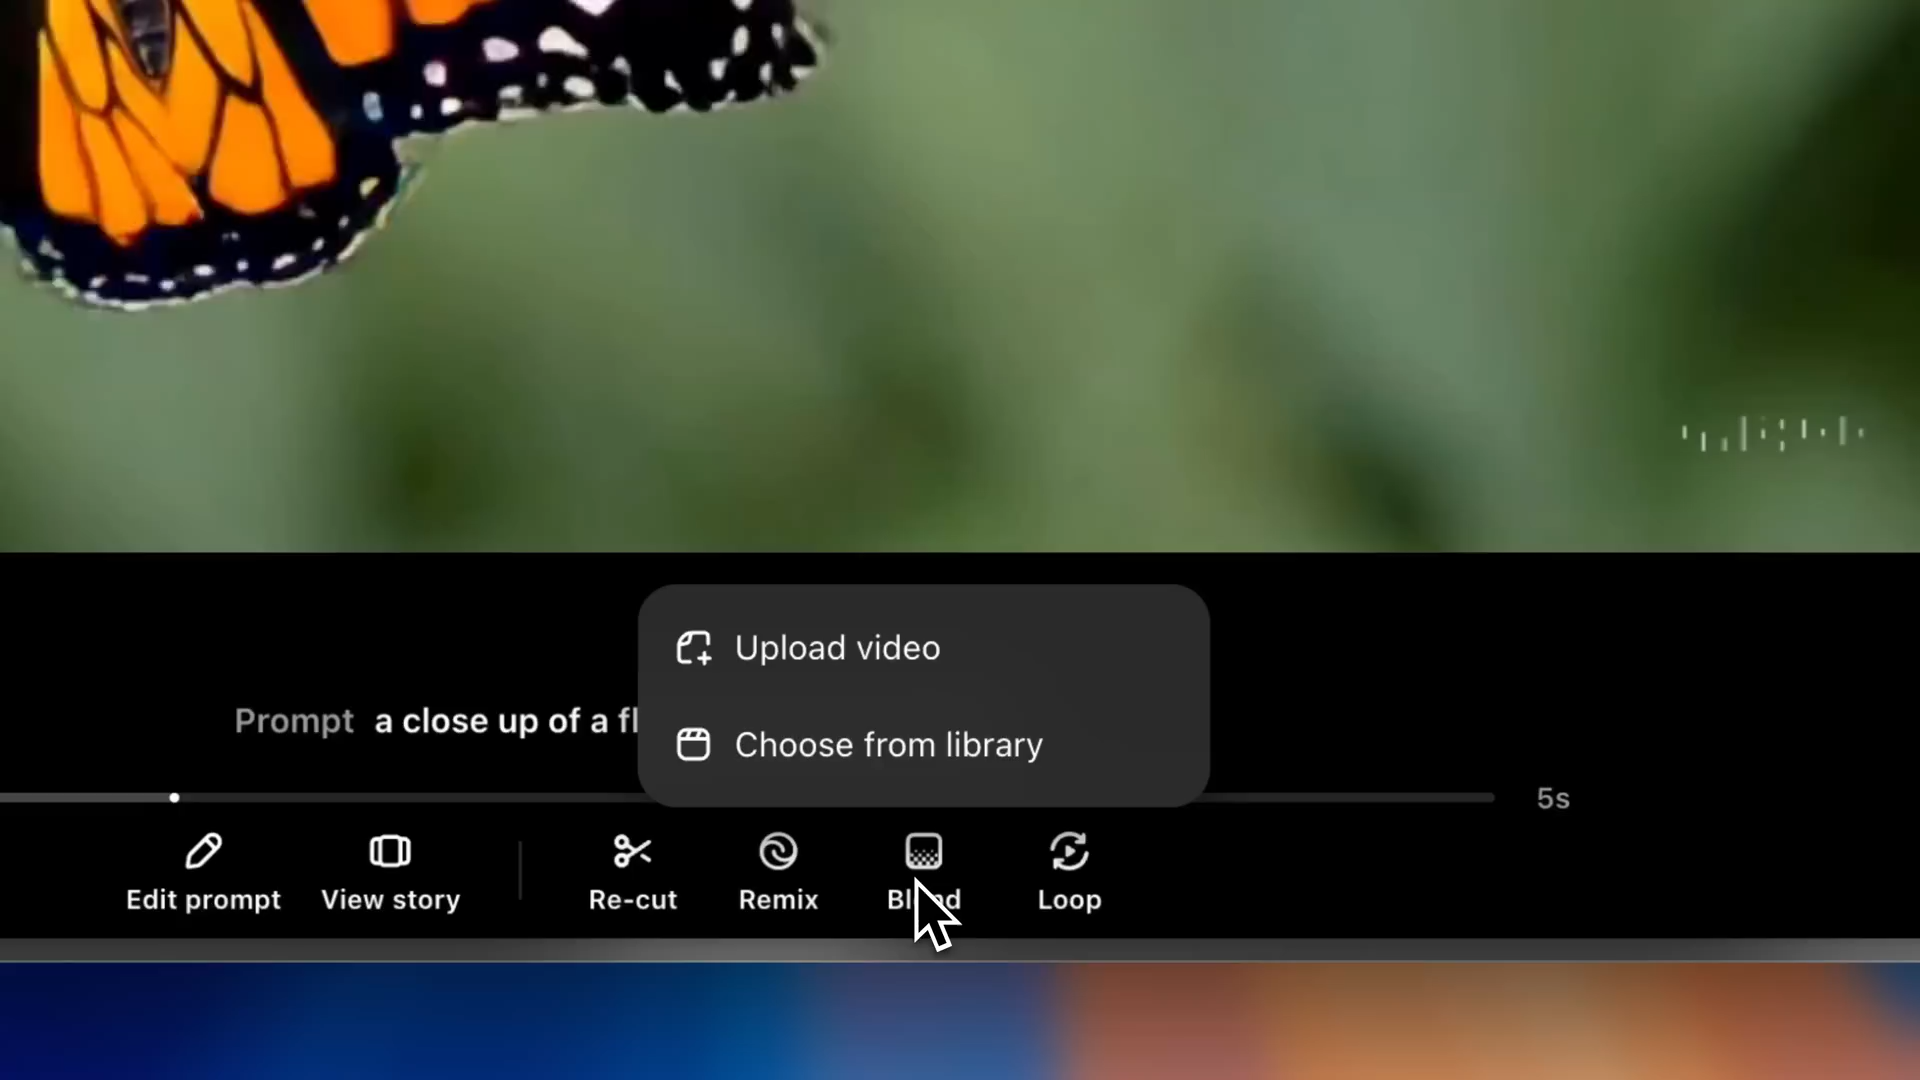 Upload video
Prompt a close up of a fl
Choose from library
5s
Edit prompt View story Re-cut Remix Blend Loop